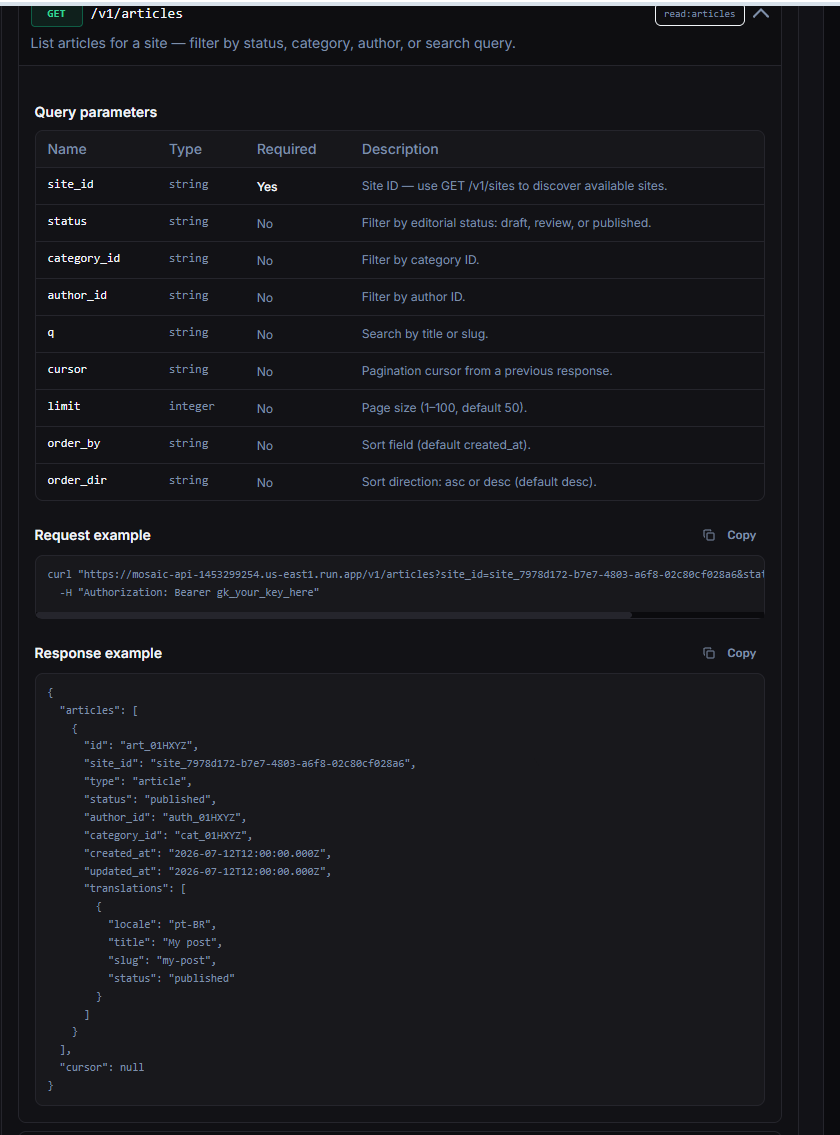 GET /v1/articles read:articles
List articles for a site — filter by status, category, author, or search query.
Query parameters
Name Type Required Description
site_id string Yes Site ID — use GET /v1/sites to discover available sites.
status string No Filter by editorial status: draft, review, or published.
category_id string No Filter by category ID.
author_id string No Filter by author ID.
q string No Search by title or slug.
cursor string No Pagination cursor from a previous response.
limit integer No Page size (1–100, default 50).
order_by string No Sort field (default created_at).
order_dir string No Sort direction: asc or desc (default desc).
Request example Copy
curl "https://mosaic-api-1453299254.us-east1.run.app/v1/articles?site_id=site_7978d172-b7e7-4803-a6f8-02c80cf028a6&stat
-H "Authorization: Bearer gk_your_key_here"
Response example Copy
{
"articles": [
{
"id": "art_01HXYZ",
"site_id": "site_7978d172-b7e7-4803-a6f8-02c80cf028a6",
"type": "article",
"status": "published",
"author_id": "auth_01HXYZ",
"category_id": "cat_01HXYZ",
"created_at": "2026-07-12T12:00:00.000Z",
"updated_at": "2026-07-12T12:00:00.000Z",
"translations": [
{
"locale": "pt-BR",
"title": "My post",
"slug": "my-post",
"status": "published"
}
]
}
],
"cursor": null
}